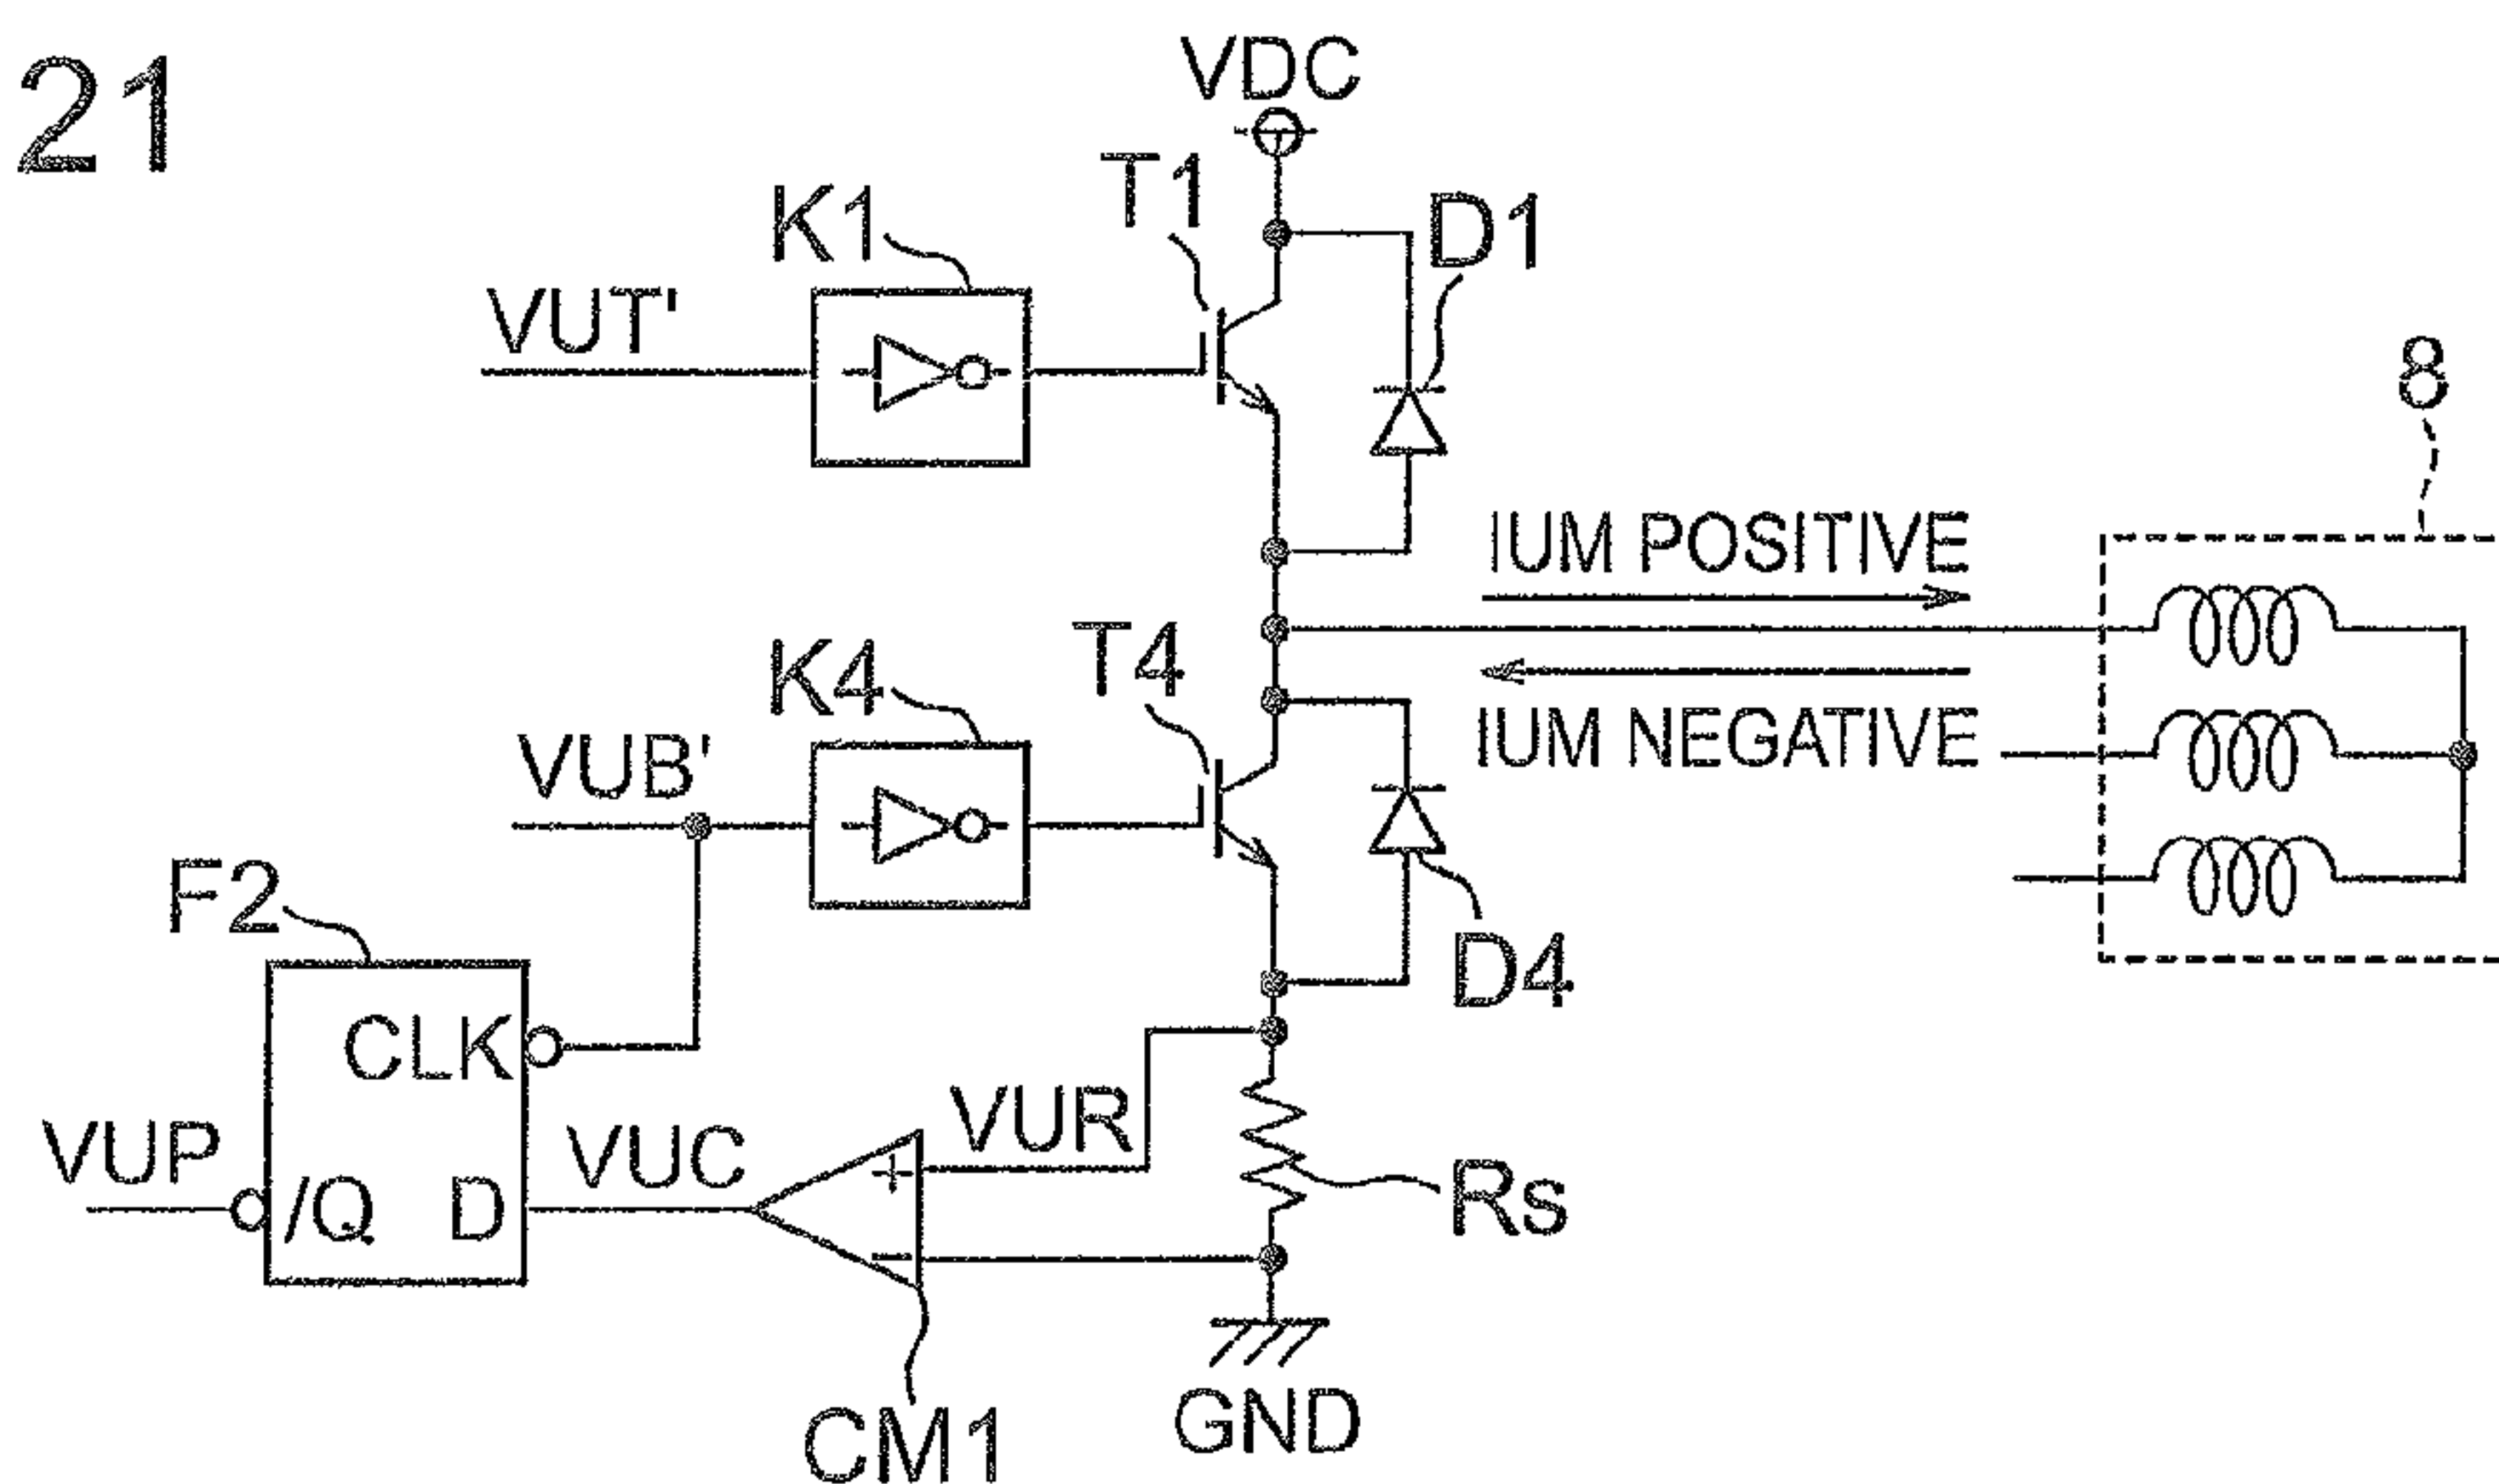 21
VDC
T1
K1
D1
VUT'
8
IUM POSITIVE
T4
K4
IUM NEGATIVE
VUB'
F2
D4
CLK
VUR
VUP
VUC
/Q
D
+
−
Rs
GND
CM1